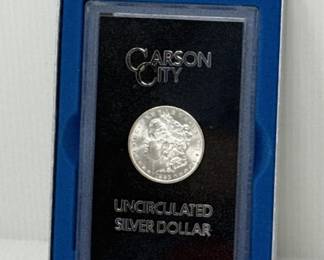 CARSON
CITY
UNCIRCULATED
SILVER DOLLAR